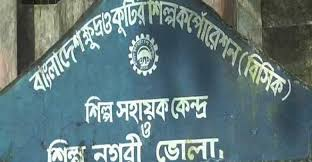 বাংলাদেশ ক্ষুদ্র ও কুটির শিল্প কর্পোরেশন (বিসিক)
শিল্প সহায়ক কেন্দ্র
ও
শিল্প নগরী ভোলা.